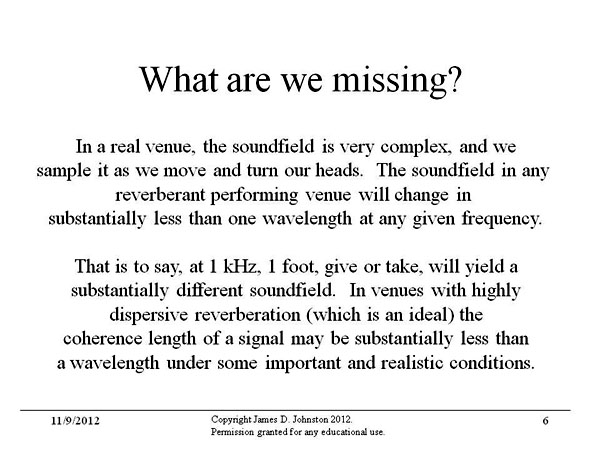 What are we missing?
In a real venue, the soundfield is very complex, and we
sample it as we move and turn our heads. The soundfield in any
reverberant performing venue will change in
substantially less than one wavelength at any given frequency.
That is to say, at 1 kHz, 1 foot, give or take, will yield a
substantially different soundfield. In venues with highly
dispersive reverberation (which is an ideal) the
coherence length of a signal may be substantially less than
a wavelength under some important and realistic conditions.
11/9/2012
Copyright James D. Johnston 2012.
Permission granted for any educational use.
6